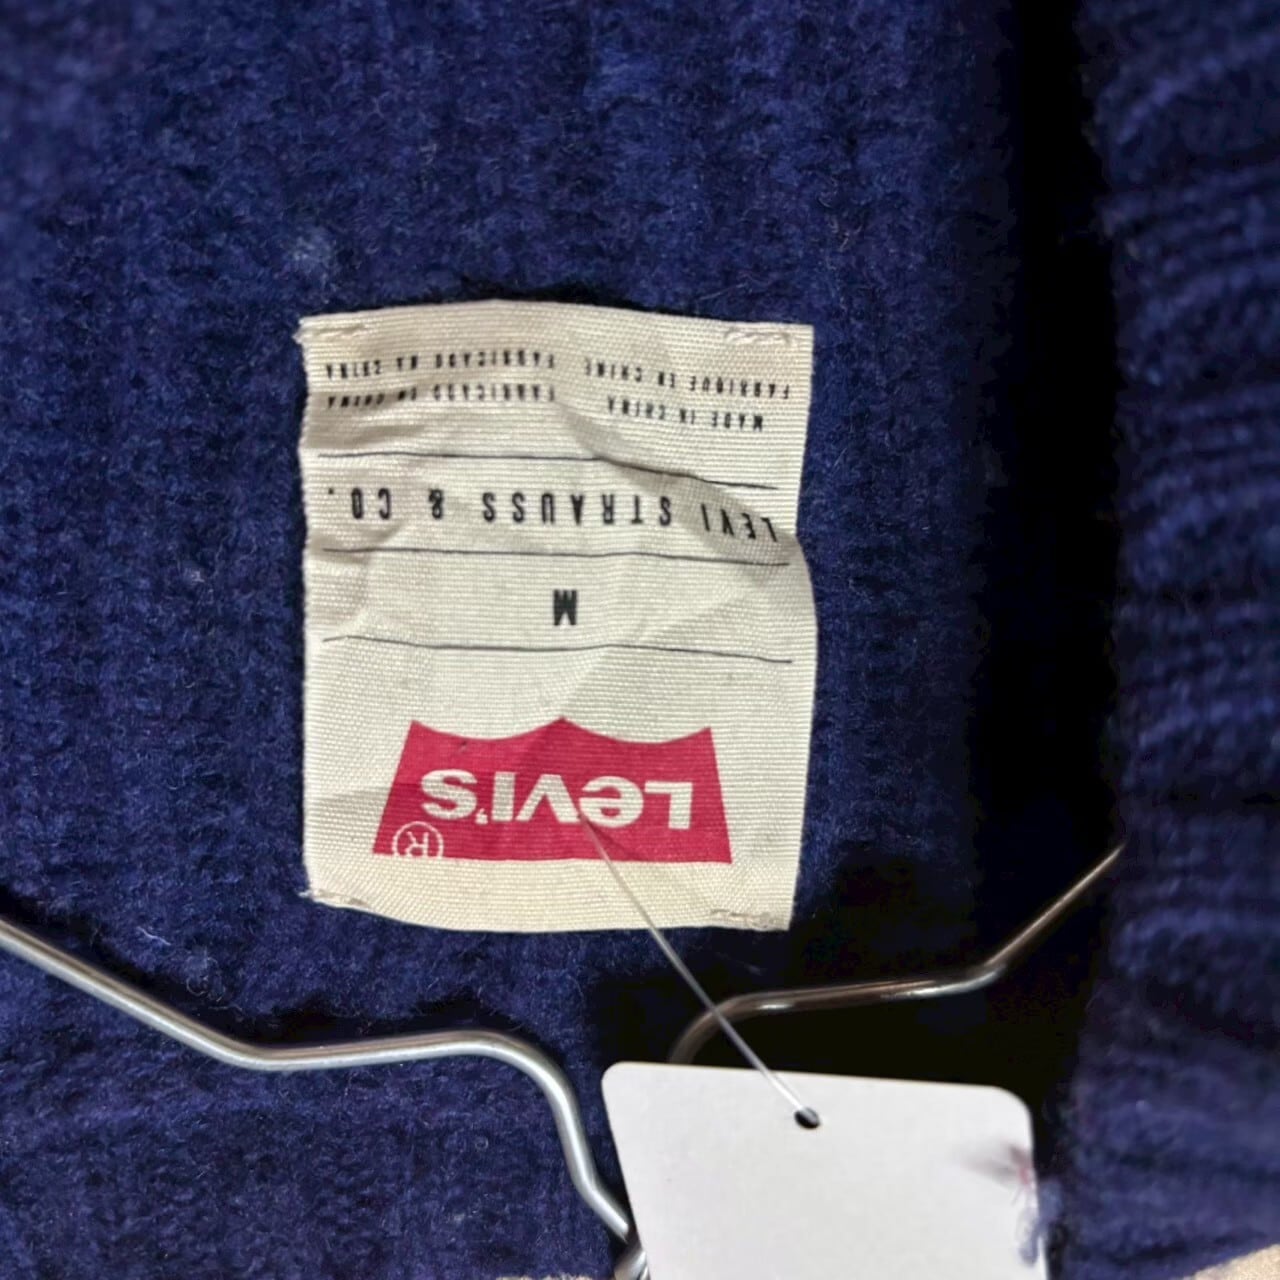 LEVI'S®
M
LEVI STRAUSS & CO.
MADE IN CHINA FABRICADO EN CHINA
FABRIQUE EN CHINE FABRICADO NA CHINA